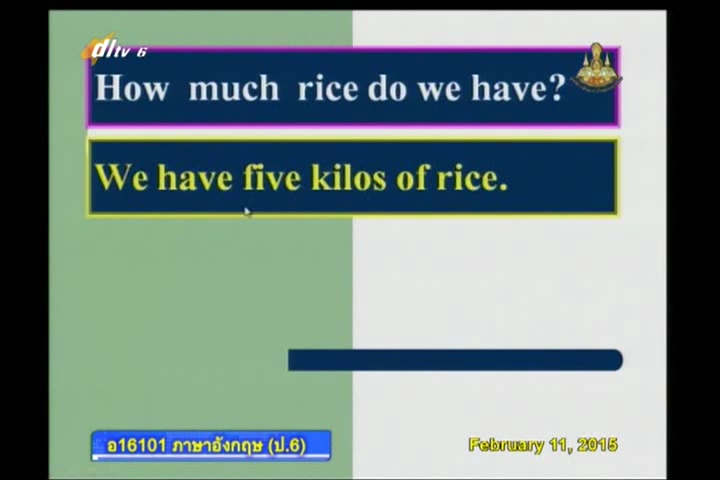 dltv 6
How much rice do we have?
We have five kilos of rice.
อ16101 ภาษาอังกฤษ (ป.6)
February 11, 2015